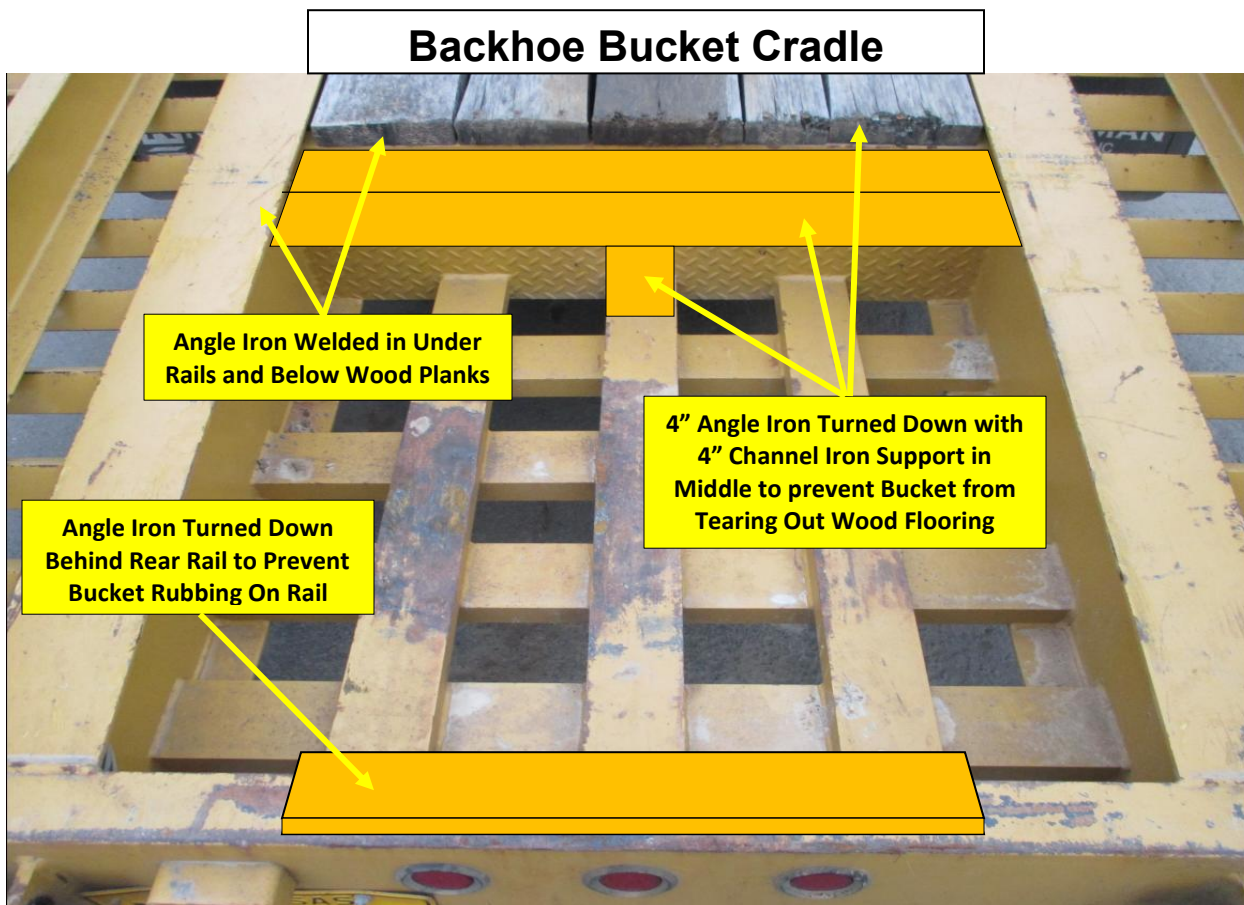 Backhoe Bucket Cradle
MAN
Angle Iron Welded in Under
Rails and Below Wood Planks
4” Angle Iron Turned Down with
4” Channel Iron Support in
Middle to prevent Bucket from
Tearing Out Wood Flooring
Angle Iron Turned Down
Behind Rear Rail to Prevent
Bucket Rubbing On Rail